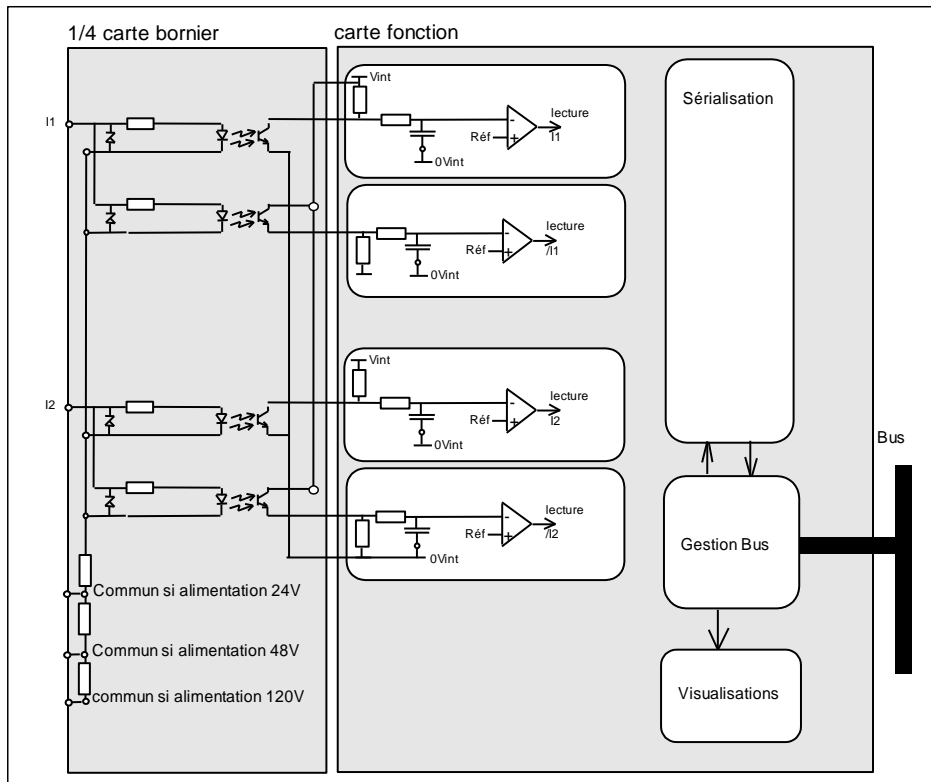 1/4 carte bornier
carte fonction
Vint
I1
Réf
-
+
lecture
I1
0Vint
Sérialisation
Réf
-
+
lecture
/I1
0Vint
Vint
I2
Réf
-
+
lecture
I2
0Vint
Bus
Réf
-
+
lecture
/I2
0Vint
Gestion Bus
Commun si alimentation 24V
Commun si alimentation 48V
commun si alimentation 120V
Visualisations